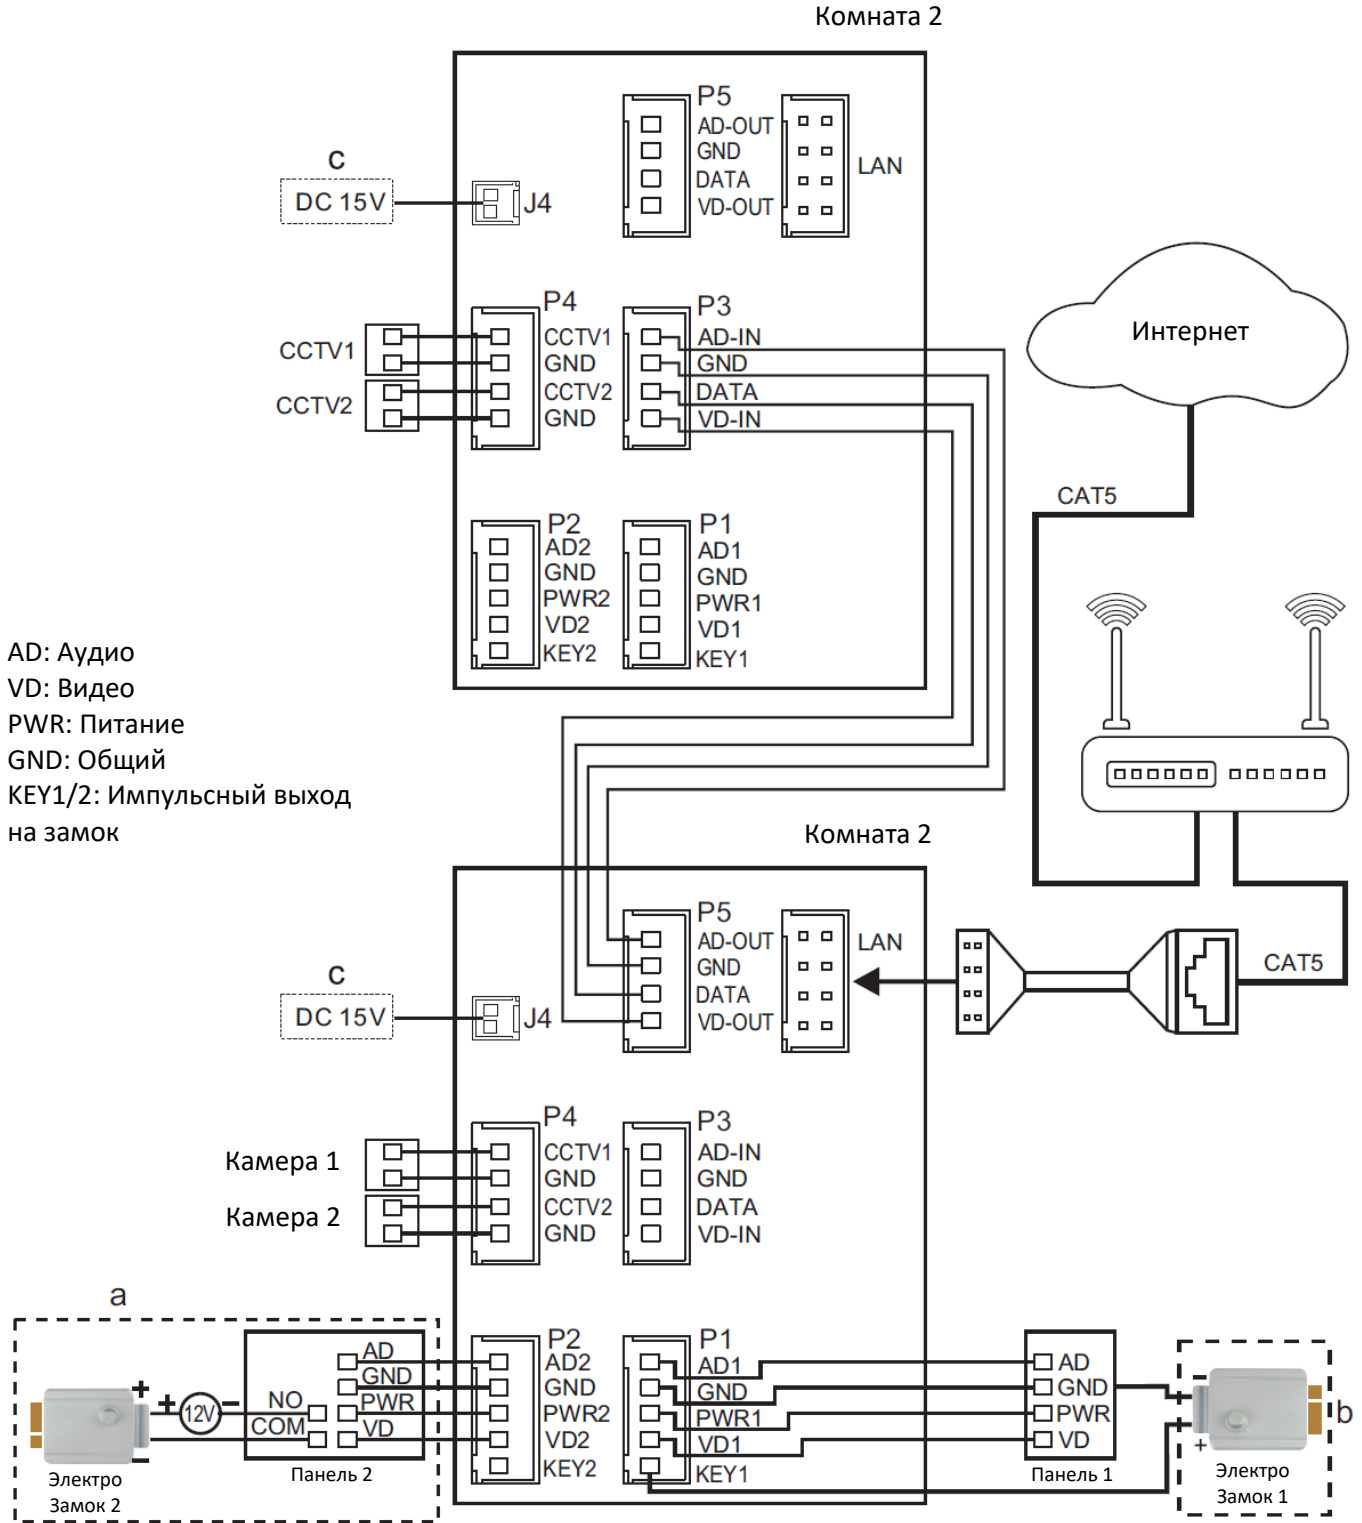 Комната 2
P5
AD-OUT
GND
DATA
VD-OUT
LAN
c
DC 15V
J4
P4
CCTV1
GND
CCTV2
GND
CCTV1
CCTV2
P3
AD-IN
GND
DATA
VD-IN
Интернет
CAT5
P2
AD2
GND
PWR2
VD2
KEY2
P1
AD1
GND
PWR1
VD1
KEY1
AD: Аудио
VD: Видео
PWR: Питание
GND: Общий
KEY1/2: Импульсный выход
на замок
Комната 2
P5
AD-OUT
GND
DATA
VD-OUT
LAN
CAT5
c
DC 15V
J4
P4
CCTV1
GND
CCTV2
GND
Камера 1
Камера 2
P3
AD-IN
GND
DATA
VD-IN
a
AD
GND
PWR
VD
NO
COM
+
-
+
12V
-
Электро
Замок 2
Панель 2
P2
AD2
GND
PWR2
VD2
KEY2
P1
AD1
GND
PWR1
VD1
KEY1
AD
GND
PWR
VD
Панель 1
-
+
b
Электро
Замок 1